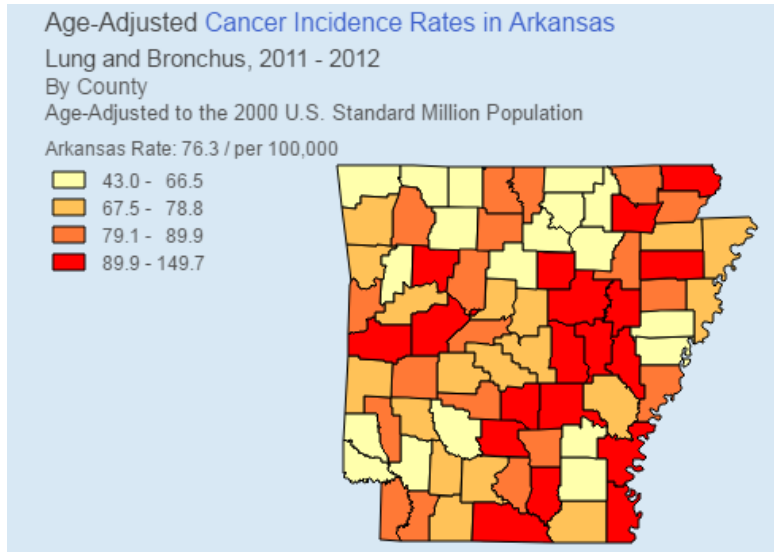 Age-Adjusted Cancer Incidence Rates in Arkansas
Lung and Bronchus, 2011 - 2012
By County
Age-Adjusted to the 2000 U.S. Standard Million Population
Arkansas Rate: 76.3 / per 100,000
43.0 - 66.5
67.5 - 78.8
79.1 - 89.9
89.9 - 149.7